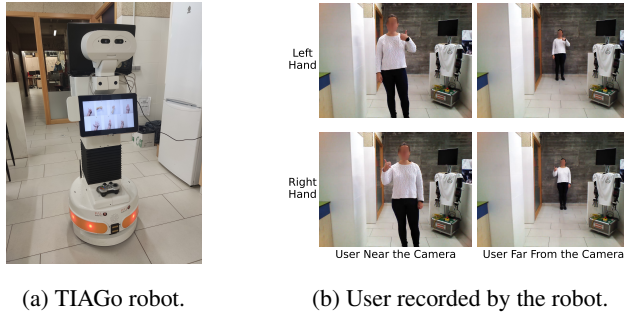 Left
Hand
Right
Hand
User Near the Camera
User Far From the Camera
(a) TIAGo robot.
(b) User recorded by the robot.